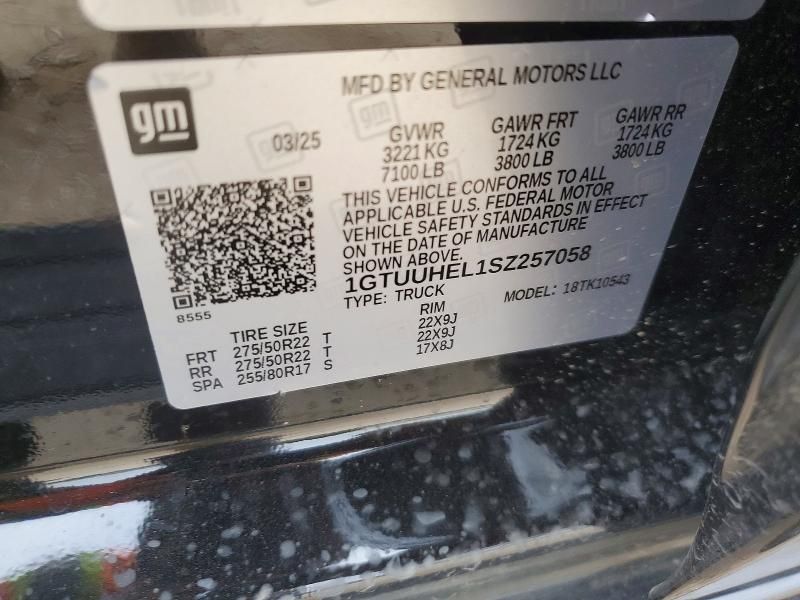 MFD BY GENERAL MOTORS LLC
gm
03/25
GVWR
3221 KG
7100 LB
GAWR FRT
1724 KG
3800 LB
GAWR RR
1724 KG
3800 LB
THIS VEHICLE CONFORMS TO ALL
APPLICABLE U.S. FEDERAL MOTOR
VEHICLE SAFETY STANDARDS IN EFFECT
ON THE DATE OF MANUFACTURE
SHOWN ABOVE.
1GTUUHEL1SZ257058
TYPE: TRUCK
MODEL: 18TK10543
8555
TIRE SIZE RIM
FRT 275/50R22 T 22X9J
RR 275/50R22 T 22X9J
SPA 255/80R17 S 17X8J